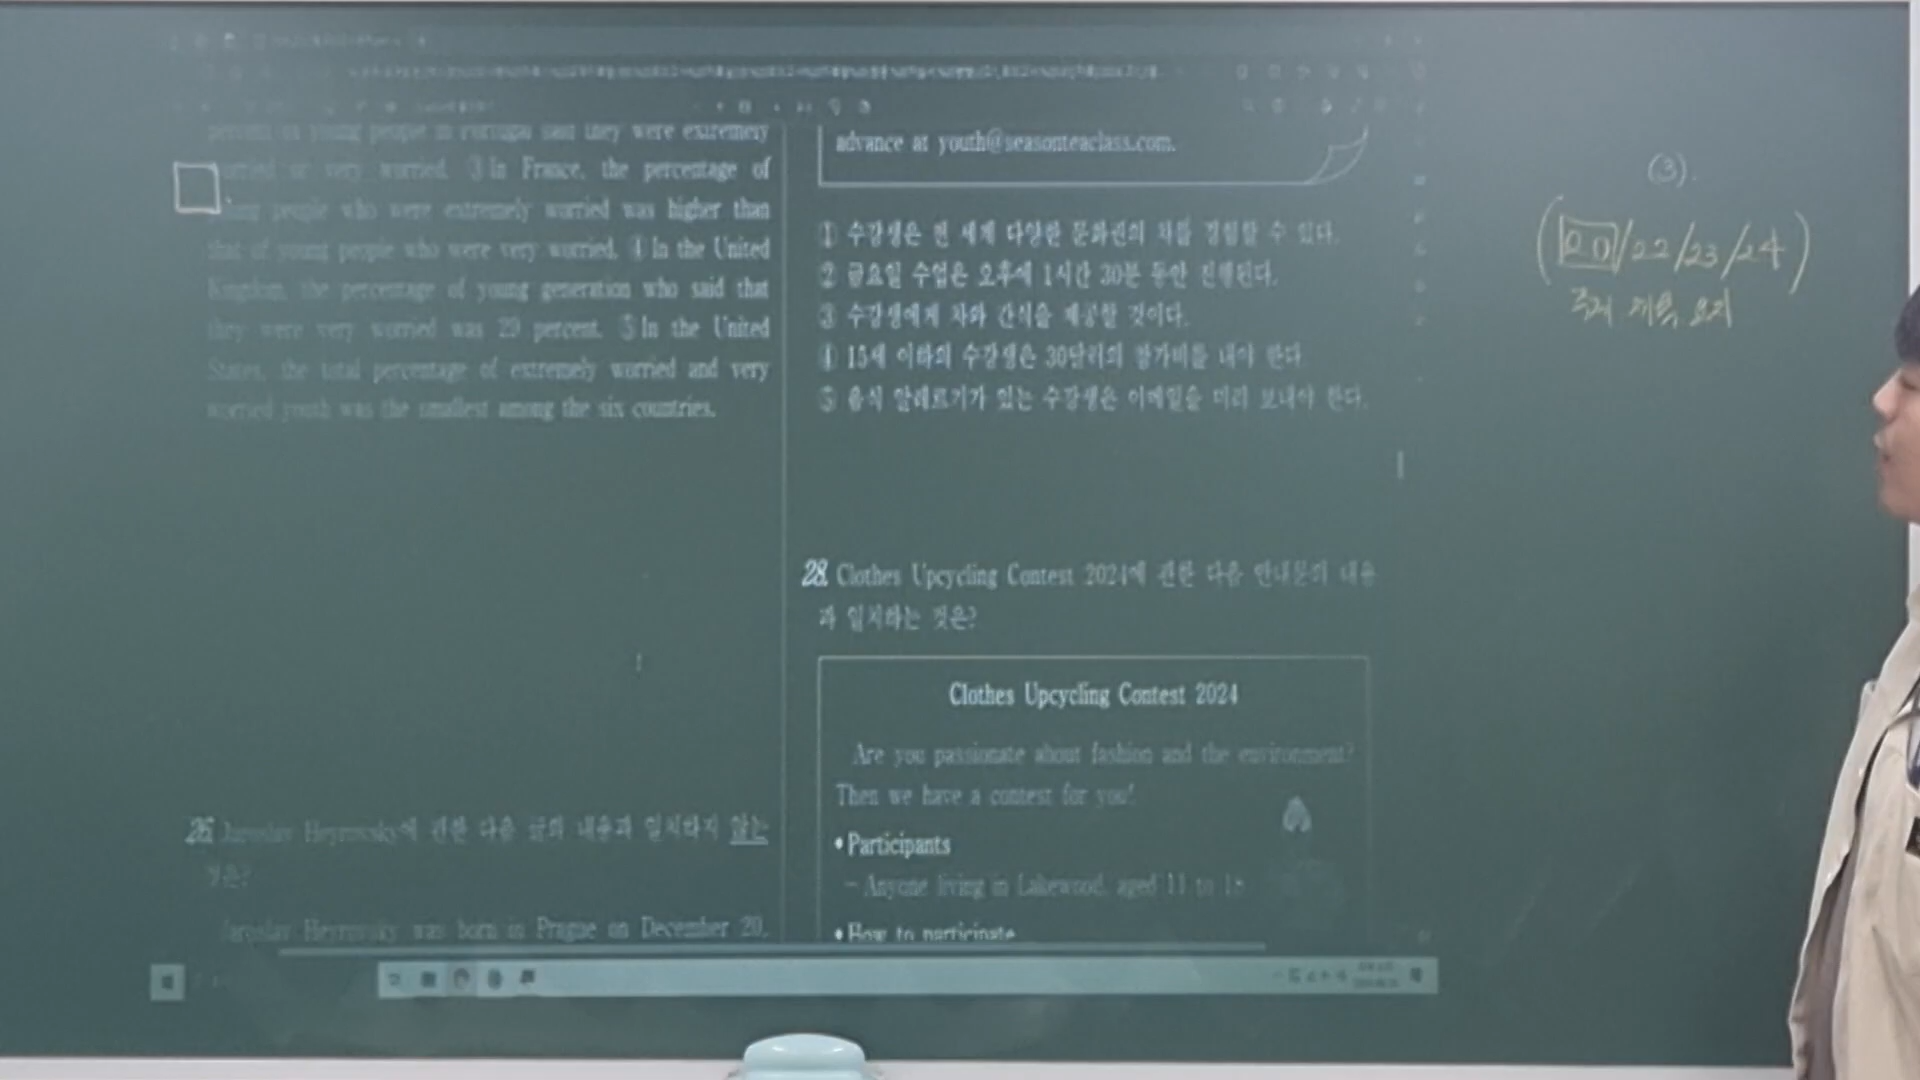 percent of young people in Portugal said they were extremely
worried or very worried. ③ In France, the percentage of
young people who were extremely worried was higher than
that of young people who were very worried. ④ In the United
Kingdom, the percentage of young generation who said that
they were very worried was 29 percent. ⑤ In the United
States, the total percentage of extremely worried and very
worried youth was the smallest among the six countries.
26 Jaroslav Heyrovsky에 관한 다음 글의 내용과 일치하지 않는
것은?
Jaroslav Heyrovsky was born in Prague on December 20,
advance at youth@seasonteaclass.com.
① 수강생은 전 세계 다양한 문화권의 차를 경험할 수 있다.
② 금요일 수업은 오후에 1시간 30분 동안 진행된다.
③ 수강생에게 차와 간식을 제공할 것이다.
④ 15세 이하의 수강생은 30달러의 참가비를 내야 한다.
⑤ 음식 알레르기가 있는 수강생은 이메일을 미리 보내야 한다.
28. Clothes Upcycling Contest 2024에 관한 다음 안내문의 내용
과 일치하는 것은?
Clothes Upcycling Contest 2024
Are you passionate about fashion and the environment?
Then we have a contest for you!
• Participants
− Anyone living in Lakewood, aged 11 to 18
• How to participate
(3).
(20/22/23/24)
주제 제목 요지